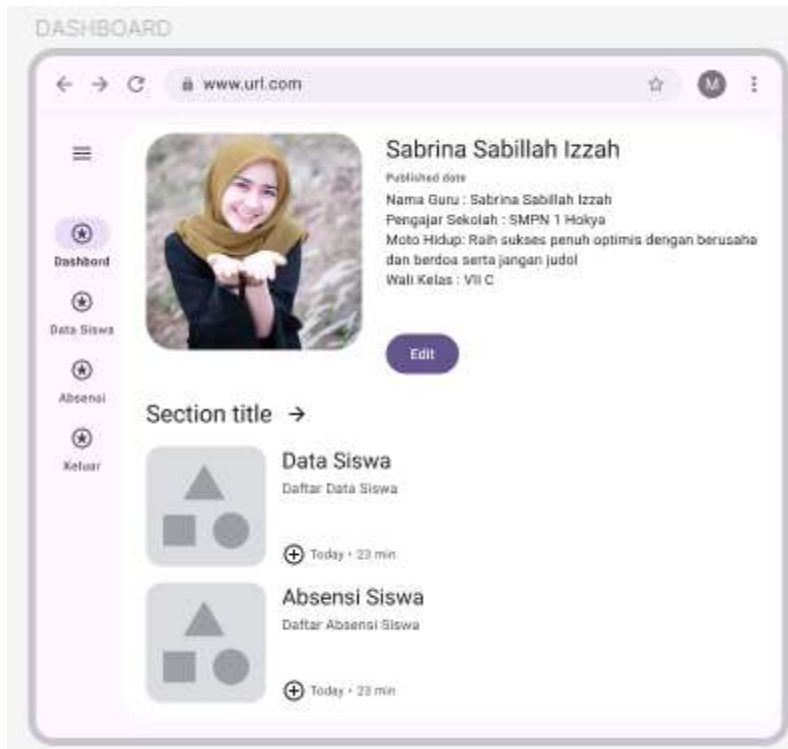 DASHBOARD
www.url.com
M
Sabrina Sabillah Izzah
Published date
Nama Guru : Sabrina Sabillah Izzah
Pengajar Sekolah : SMPN 1 Hokya
Moto Hidup: Raih sukses penuh optimis dengan berusaha
dan berdoa serta jangan judol
Wali Kelas : VII C
Edit
Dashbord
Data Siswa
Absensi
Keluar
Section title
Data Siswa
Daftar Data Siswa
Today • 23 min
Absensi Siswa
Daftar Absensi Siswa
Today • 23 min